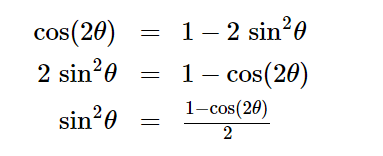 cos(2θ) = 1 − 2 sin²θ
2 sin²θ = 1 − cos(2θ)
sin²θ = 1−cos(2θ)/2